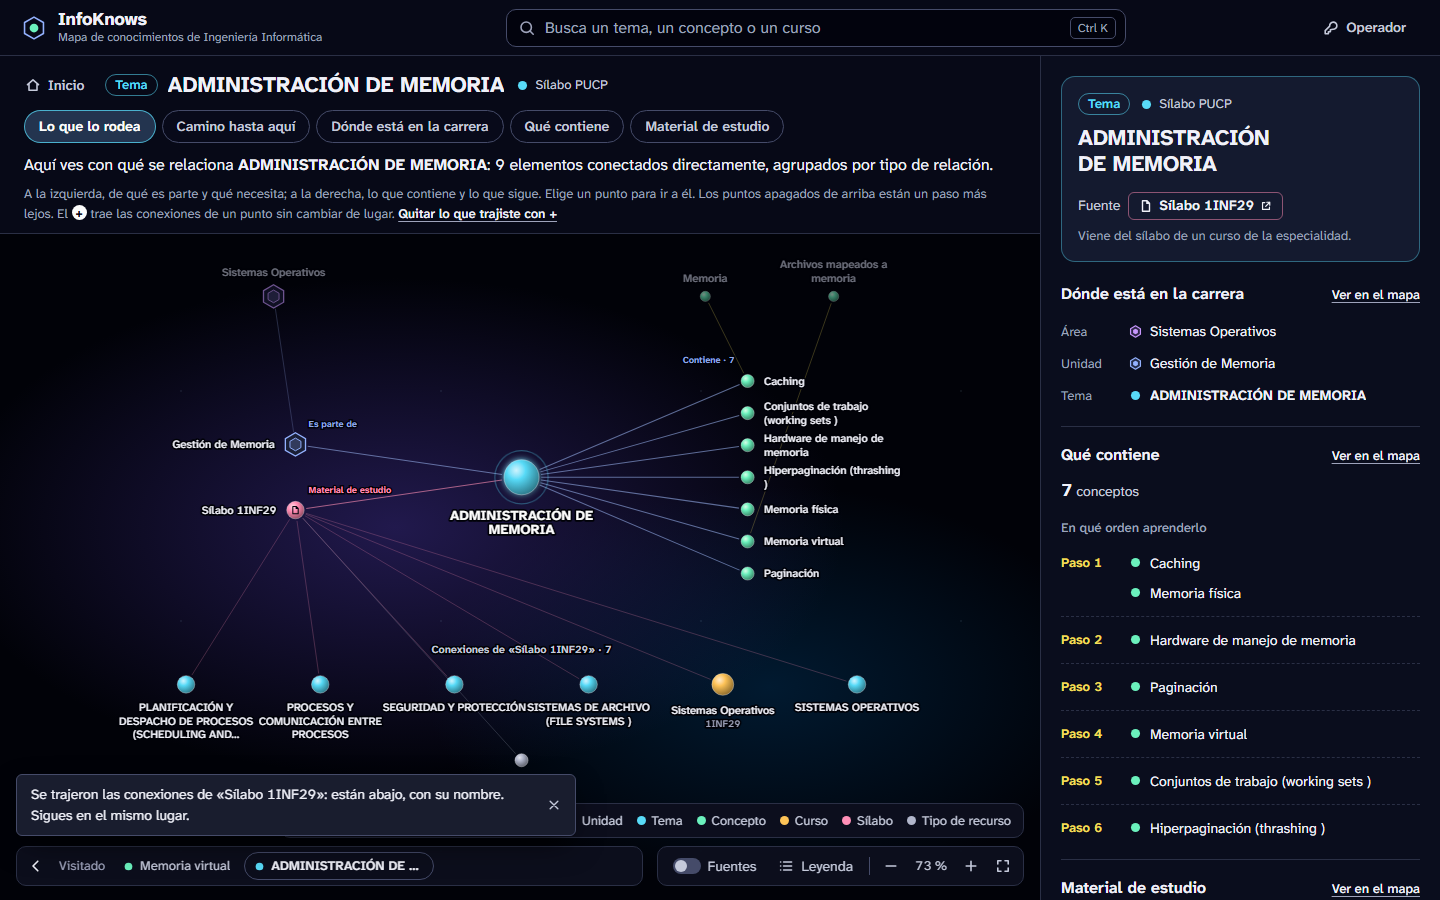 InfoKnows
Mapa de conocimientos de Ingeniería Informática
Busca un tema, un concepto o un curso
Ctrl K
Operador
Inicio
Tema
ADMINISTRACIÓN DE MEMORIA
Sílabo PUCP
Lo que lo rodea
Camino hasta aquí
Dónde está en la carrera
Qué contiene
Material de estudio
Aquí ves con qué se relaciona ADMINISTRACIÓN DE MEMORIA: 9 elementos conectados directamente, agrupados por tipo de relación.
A la izquierda, de qué es parte y qué necesita; a la derecha, lo que contiene y lo que sigue. Elige un punto para ir a él. Los puntos apagados de arriba están un paso más
lejos. El + trae las conexiones de un punto sin cambiar de lugar. Quitar lo que trajiste con +
Sistemas Operativos
Memoria
Archivos mapeados a
memoria
Contiene · 7
Caching
Conjuntos de trabajo
(working sets )
Hardware de manejo de
memoria
Hiperpaginación (thrashing
)
Memoria física
Memoria virtual
Paginación
Es parte de
Gestión de Memoria
Material de estudio
Sílabo 1INF29
ADMINISTRACIÓN DE
MEMORIA
Conexiones de «Sílabo 1INF29» · 7
PLANIFICACIÓN Y
DESPACHO DE PROCESOS
(SCHEDULING AND...
PROCESOS Y
COMUNICACIÓN ENTRE
PROCESOS
SEGURIDAD Y PROTECCIÓN
SISTEMAS DE ARCHIVO
(FILE SYSTEMS )
Sistemas Operativos
1INF29
SISTEMAS OPERATIVOS
Se trajeron las conexiones de «Sílabo 1INF29»: están abajo, con su nombre.
Sigues en el mismo lugar.
Unidad
Tema
Concepto
Curso
Sílabo
Tipo de recurso
Visitado
Memoria virtual
ADMINISTRACIÓN DE ...
Fuentes
Leyenda
73 %
Tema
Sílabo PUCP
ADMINISTRACIÓN
DE MEMORIA
Fuente
Sílabo 1INF29
Viene del sílabo de un curso de la especialidad.
Dónde está en la carrera
Ver en el mapa
Área
Sistemas Operativos
Unidad
Gestión de Memoria
Tema
ADMINISTRACIÓN DE MEMORIA
Qué contiene
Ver en el mapa
7 conceptos
En qué orden aprenderlo
Paso 1
Caching
Memoria física
Paso 2
Hardware de manejo de memoria
Paso 3
Paginación
Paso 4
Memoria virtual
Paso 5
Conjuntos de trabajo (working sets )
Paso 6
Hiperpaginación (thrashing )
Material de estudio
Ver en el mapa